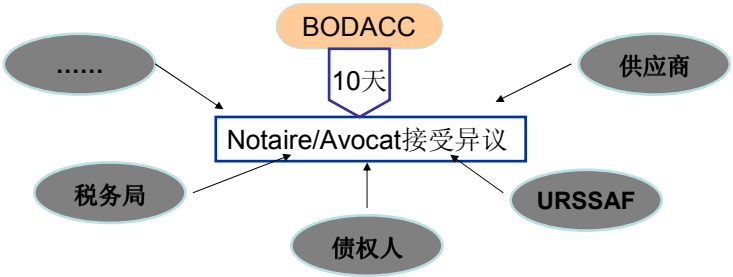 BODACC
……
10天
供应商
Notaire/Avocat接受异议
税务局
URSSAF
债权人